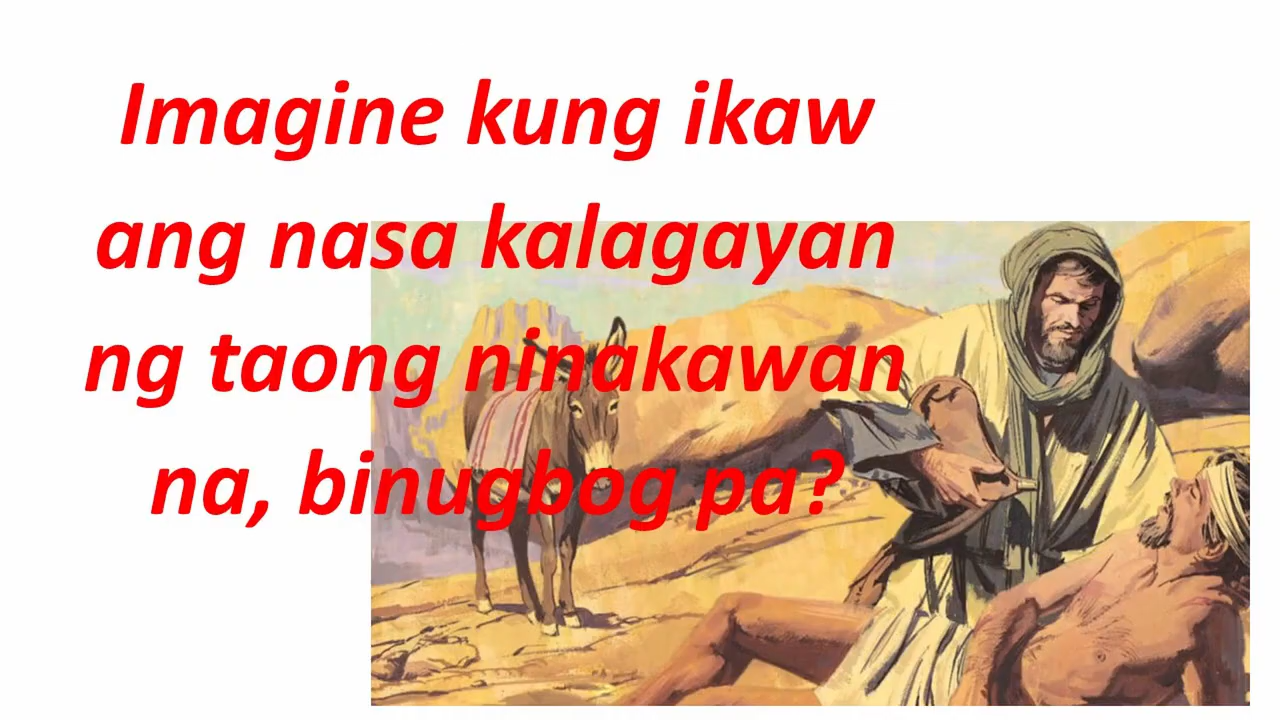 Imagine kung ikaw
ang nasa kalagayan
ng taong ninakawan
na, binugbog pa?